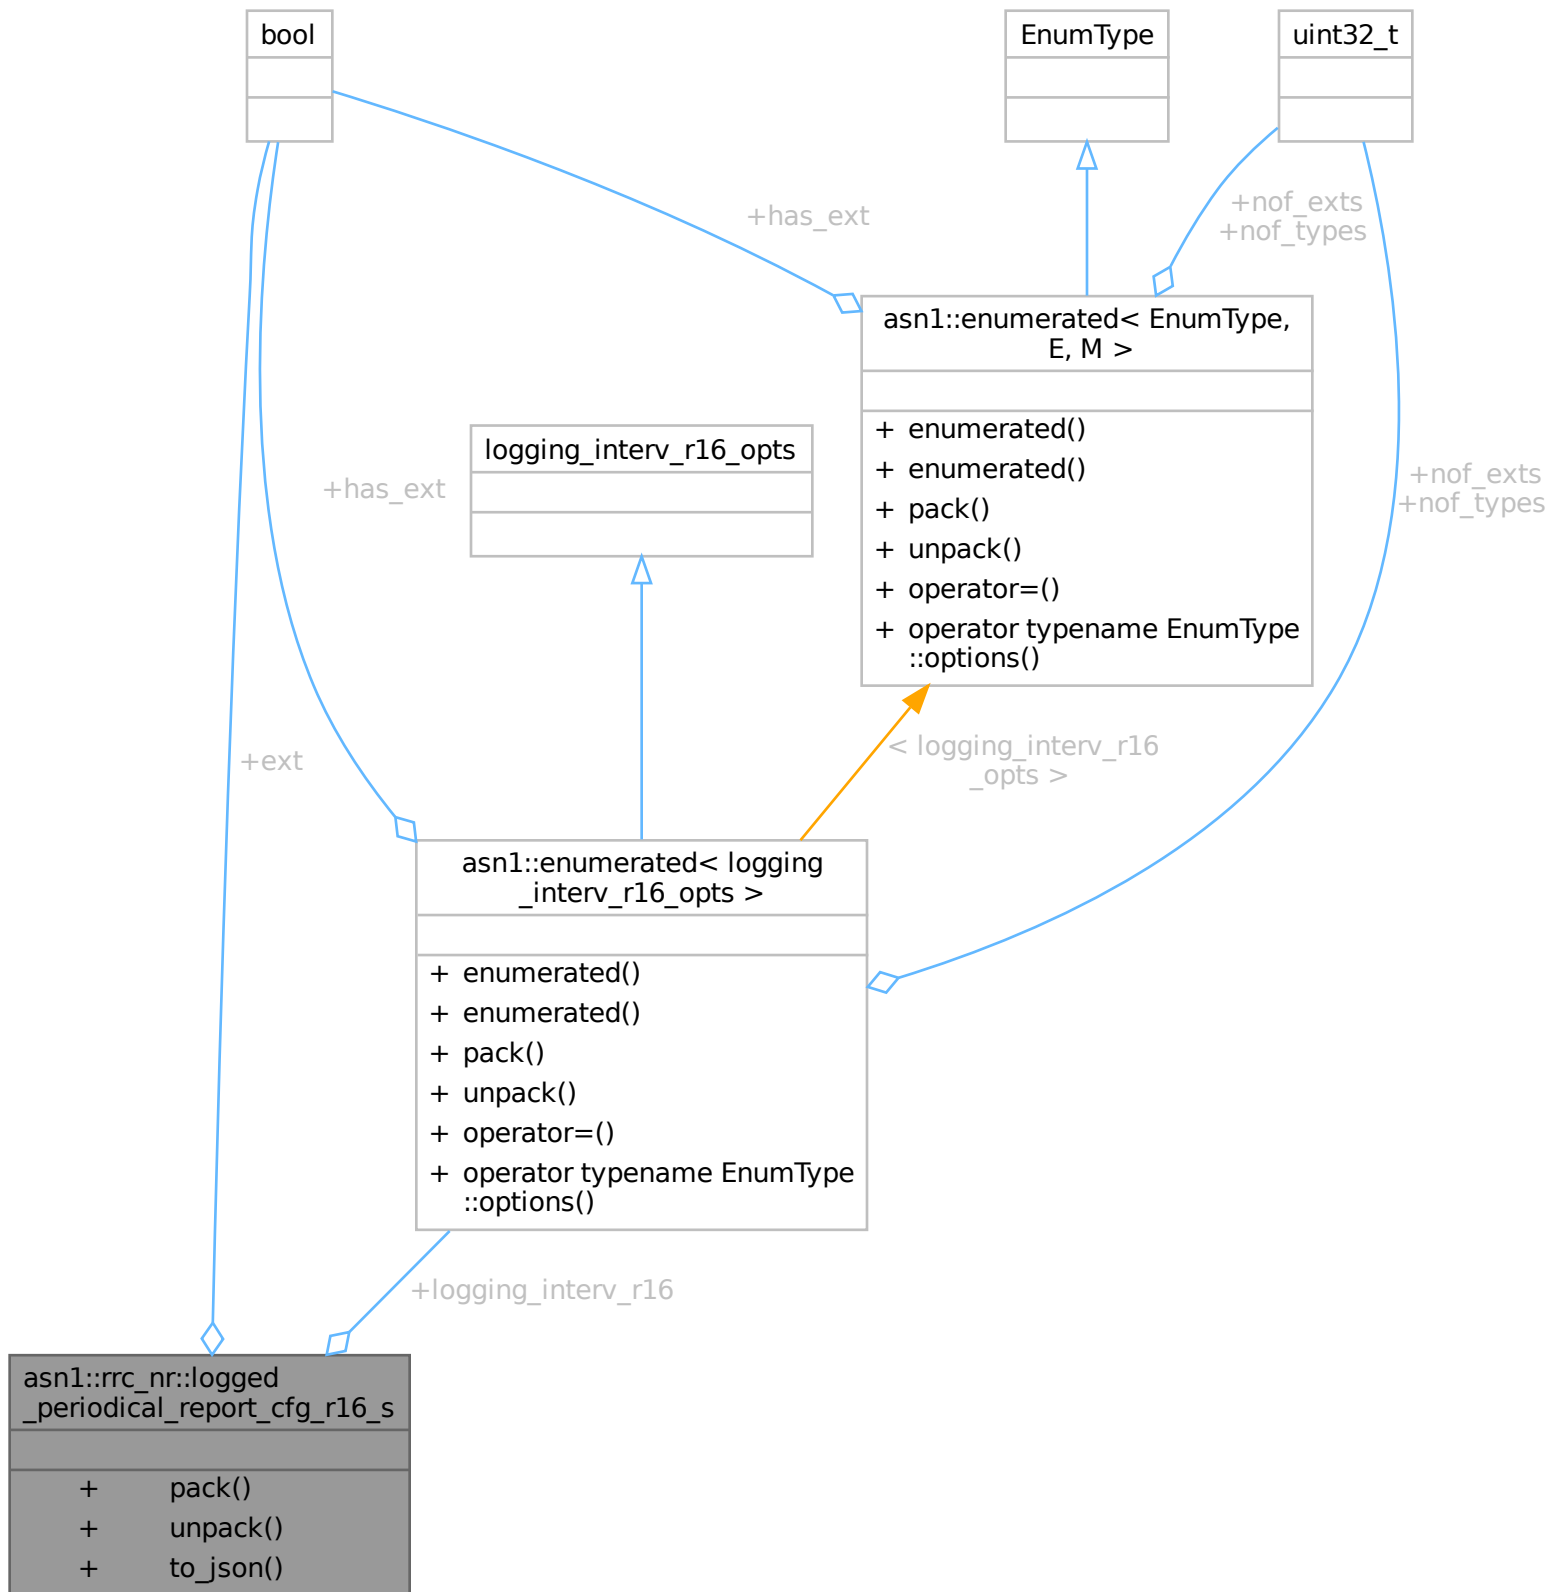 bool
EnumType
uint32_t
+has_ext
+nof_exts
+nof_types
asn1::enumerated< EnumType,
E, M >
+ enumerated()
+ enumerated()
+ pack()
+ unpack()
+ operator=()
+ operator typename EnumType
::options()
logging_interv_r16_opts
+has_ext
+nof_exts
+nof_types
+ext
< logging_interv_r16
_opts >
asn1::enumerated< logging
_interv_r16_opts >
+ enumerated()
+ enumerated()
+ pack()
+ unpack()
+ operator=()
+ operator typename EnumType
::options()
+logging_interv_r16
asn1::rrc_nr::logged
_periodical_report_cfg_r16_s
+ pack()
+ unpack()
+ to_json()